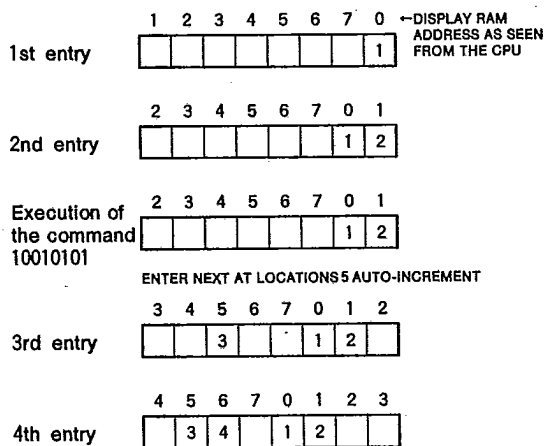 1 2 3 4 5 6 7 0 ←DISPLAY RAM
ADDRESS AS SEEN
FROM THE CPU
1st entry 1
2 3 4 5 6 7 0 1
2nd entry 1 2
2 3 4 5 6 7 0 1
Execution of
the command
10010101
1 2
ENTER NEXT AT LOCATIONS 5 AUTO-INCREMENT
3 4 5 6 7 0 1 2
3rd entry 3 1 2
4 5 6 7 0 1 2 3
4th entry 3 4 1 2